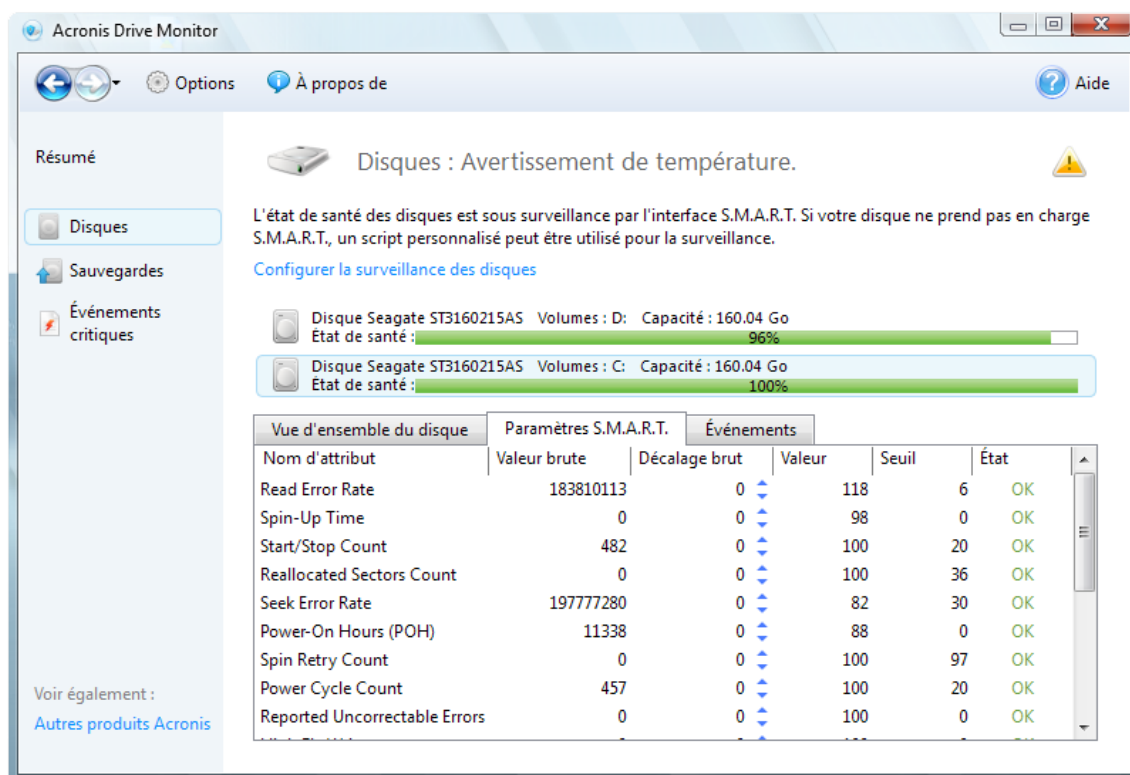 Acronis Drive Monitor
Options À propos de Aide
Résumé
Disques
Sauvegardes
Événements
critiques
Voir également :
Autres produits Acronis
Disques : Avertissement de température.
L'état de santé des disques est sous surveillance par l'interface S.M.A.R.T. Si votre disque ne prend pas en charge
S.M.A.R.T., un script personnalisé peut être utilisé pour la surveillance.
Configurer la surveillance des disques
Disque Seagate ST3160215AS Volumes : D: Capacité : 160.04 Go
État de santé : 96%
Disque Seagate ST3160215AS Volumes : C: Capacité : 160.04 Go
État de santé : 100%
Vue d'ensemble du disque Paramètres S.M.A.R.T. Événements
Nom d'attribut Valeur brute Décalage brut Valeur Seuil État
Read Error Rate 183810113 0 118 6 OK
Spin-Up Time 0 0 98 0 OK
Start/Stop Count 482 0 100 20 OK
Reallocated Sectors Count 0 0 100 36 OK
Seek Error Rate 197777280 0 82 30 OK
Power-On Hours (POH) 11338 0 88 0 OK
Spin Retry Count 0 0 100 97 OK
Power Cycle Count 457 0 100 20 OK
Reported Uncorrectable Errors 0 0 100 0 OK